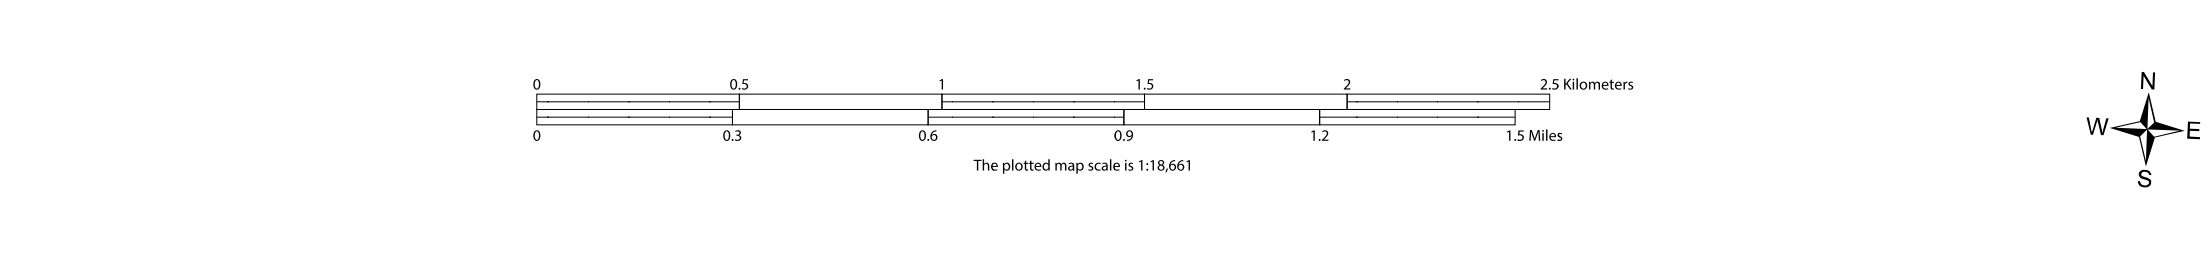 0 0.5 1 1.5 2 2.5 Kilometers
0 0.3 0.6 0.9 1.2 1.5 Miles
The plotted map scale is 1:18,661
N
W E
S